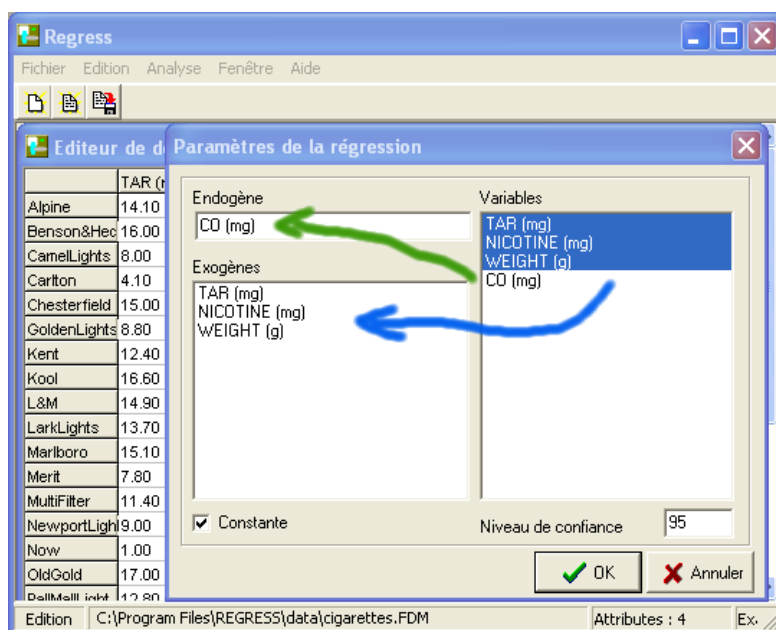 Regress
Fichier Edition Analyse Fenêtre Aide
Editeur de d
Paramètres de la régression
TAR (
Alpine 14.10
Benson&Hec 16.00
CamelLights 8.00
Carlton 4.10
Chesterfield 15.00
GoldenLights 8.80
Kent 12.40
Kool 16.60
L&M 14.90
LarkLights 13.70
Marlboro 15.10
Merit 7.80
MultiFilter 11.40
NewportLigh 9.00
Now 1.00
OldGold 17.00
PallMallLight 12.80
Endogène
CO (mg)
Exogènes
TAR (mg)
NICOTINE (mg)
WEIGHT (g)
Variables
TAR (mg)
NICOTINE (mg)
WEIGHT (g)
CO (mg)
Constante
Niveau de confiance 95
OK Annuler
Edition C:\Program Files\REGRESS\data\cigarettes.FDM Attributes : 4 Ex